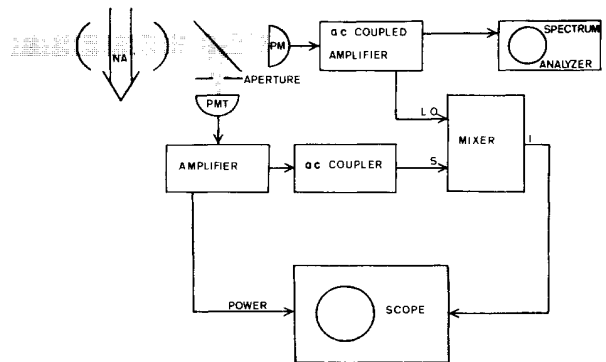 NA
PM
ac COUPLED
AMPLIFIER
SPECTRUM
ANALYZER
APERTURE
PMT
LO
AMPLIFIER
ac COUPLER
S
MIXER
I
POWER
SCOPE